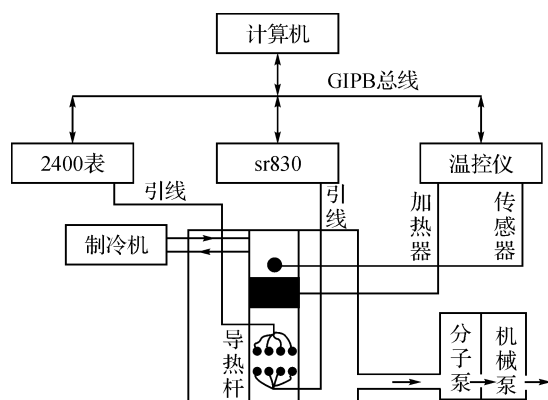 计算机
GIPB总线
2400表
sr830
温控仪
引线
引线
加热器
传感器
制冷机
导热杆
分子泵
机械泵